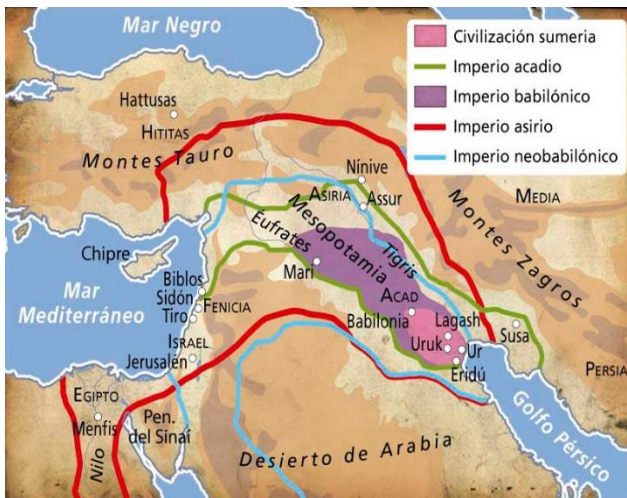 Mar Negro
Civilización sumeria
Imperio acadio
Imperio babilónico
Imperio asirio
Imperio neobabilónico
Hattusas
HITITAS
Montes Tauro
Nínive
ASIRIA
Assur
MEDIA
Montes Zagros
Mesopotamia
Éufrates
Tigris
Chipre
Mari
Biblos
Sidón
Tiro
FENICIA
Mar
Mediterráneo
ACAD
Babilonia
Lagash
Uruk
Ur
Eridú
Susa
ISRAEL
Jerusalén
PERSIA
EGIPTO
Menfis
Nilo
Pen.
del Sinaí
Desierto de Arabia
Golfo Pérsico